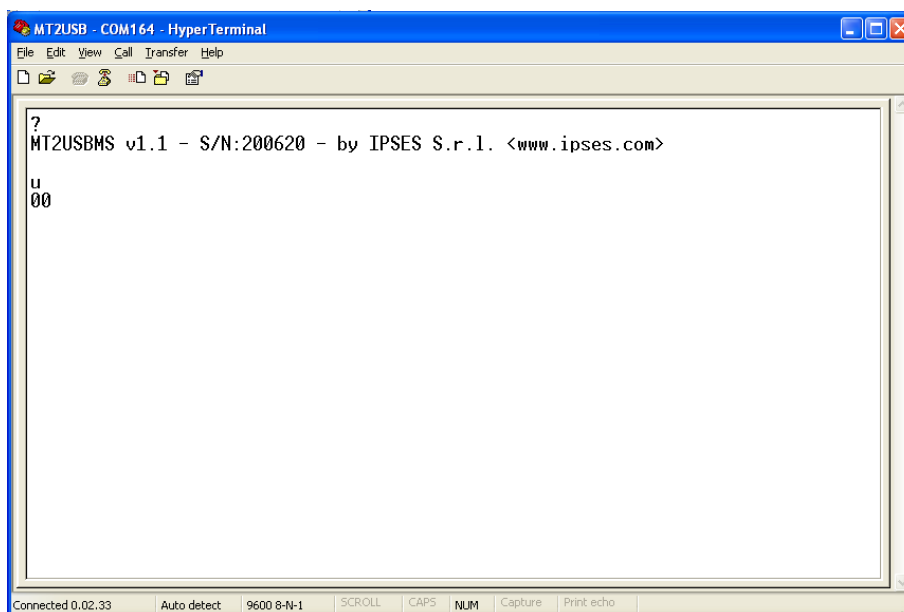 MT2USB - COM164 - HyperTerminal
File Edit View Call Transfer Help
?
MT2USBMS v1.1 - S/N:200620 - by IPSES S.r.l. <www.ipses.com>
u
00
Connected 0.02.33 Auto detect 9600 8-N-1 SCROLL CAPS NUM Capture Print echo